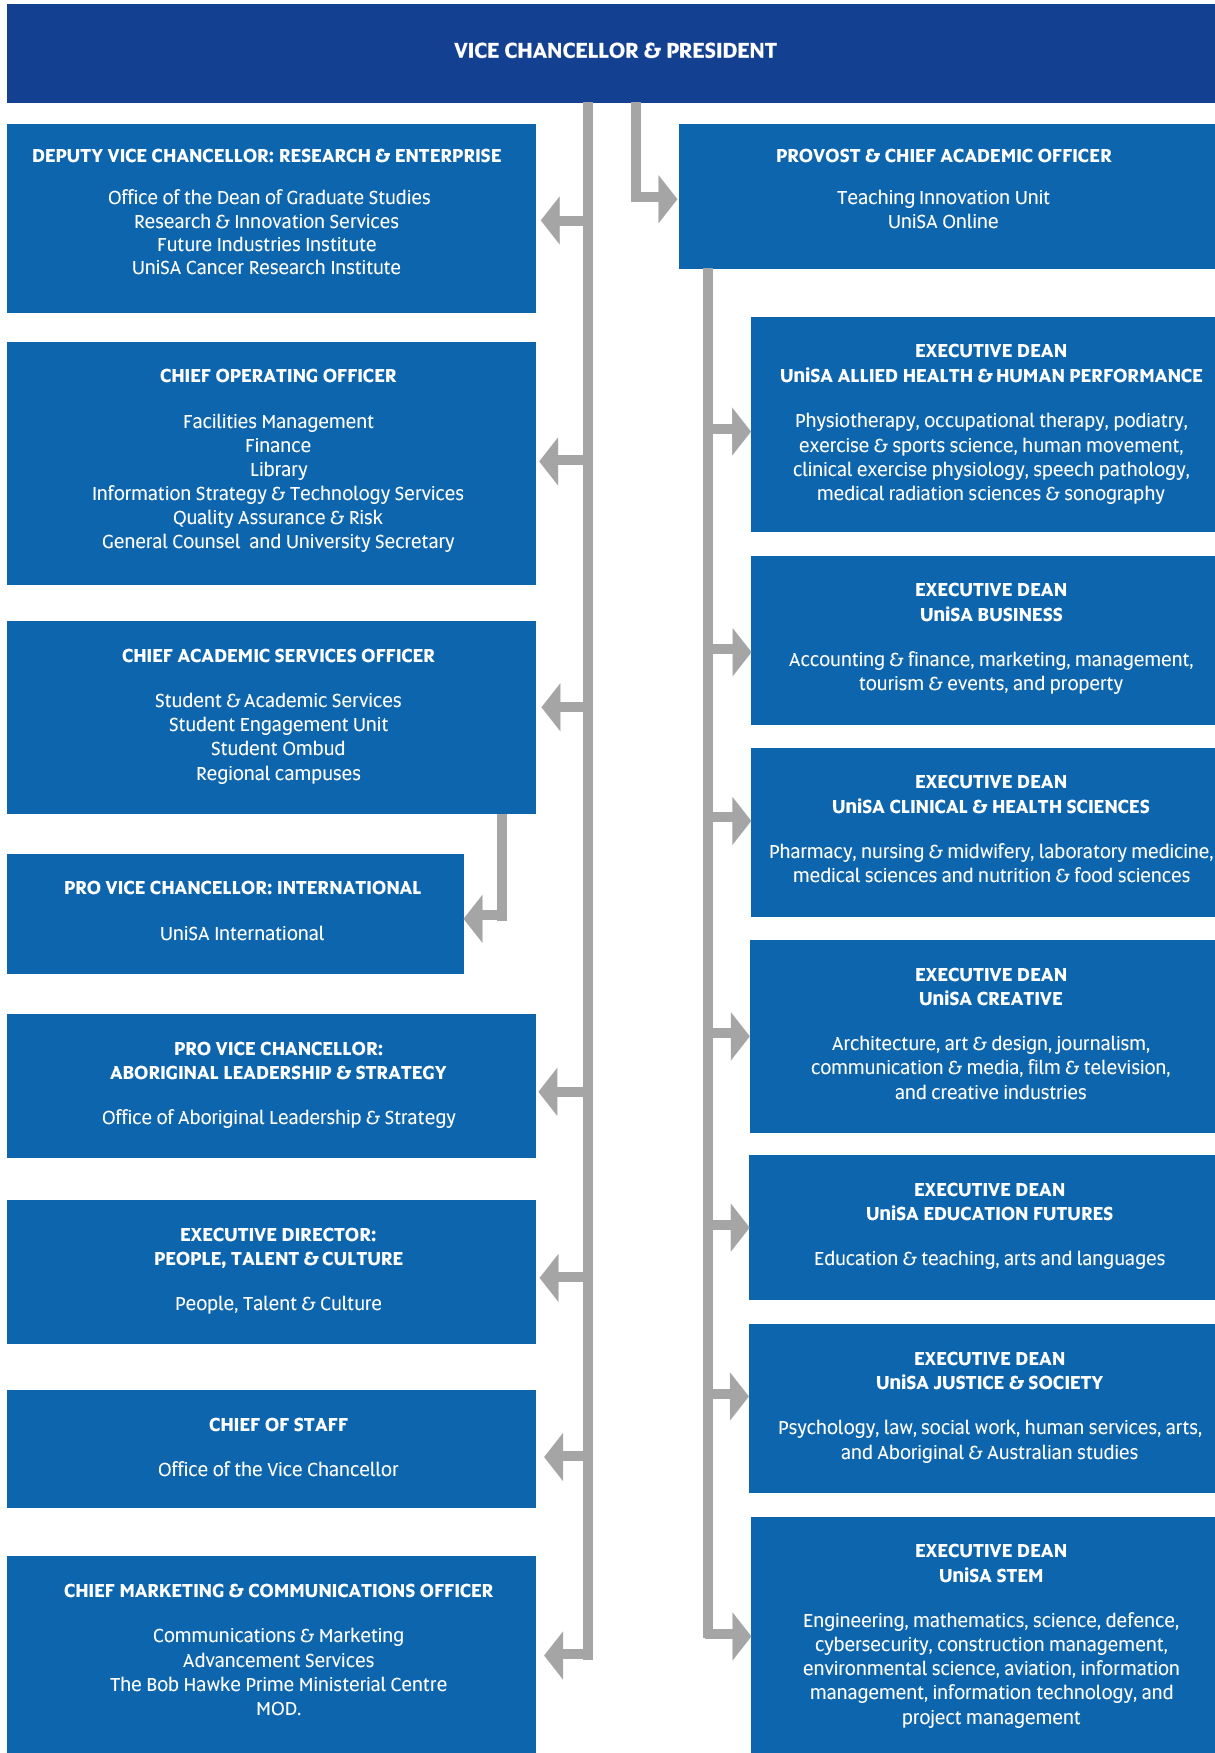 VICE CHANCELLOR & PRESIDENT
DEPUTY VICE CHANCELLOR: RESEARCH & ENTERPRISE
Office of the Dean of Graduate Studies
Research & Innovation Services
Future Industries Institute
UniSA Cancer Research Institute
CHIEF OPERATING OFFICER
Facilities Management
Finance
Library
Information Strategy & Technology Services
Quality Assurance & Risk
General Counsel and University Secretary
CHIEF ACADEMIC SERVICES OFFICER
Student & Academic Services
Student Engagement Unit
Student Ombud
Regional campuses
PRO VICE CHANCELLOR: INTERNATIONAL
UniSA International
PRO VICE CHANCELLOR:
ABORIGINAL LEADERSHIP & STRATEGY
Office of Aboriginal Leadership & Strategy
EXECUTIVE DIRECTOR:
PEOPLE, TALENT & CULTURE
People, Talent & Culture
CHIEF OF STAFF
Office of the Vice Chancellor
CHIEF MARKETING & COMMUNICATIONS OFFICER
Communications & Marketing
Advancement Services
The Bob Hawke Prime Ministerial Centre
MOD.
PROVOST & CHIEF ACADEMIC OFFICER
Teaching Innovation Unit
UniSA Online
EXECUTIVE DEAN
UniSA ALLIED HEALTH & HUMAN PERFORMANCE
Physiotherapy, occupational therapy, podiatry,
exercise & sports science, human movement,
clinical exercise physiology, speech pathology,
medical radiation sciences & sonography
EXECUTIVE DEAN
UniSA BUSINESS
Accounting & finance, marketing, management,
tourism & events, and property
EXECUTIVE DEAN
UniSA CLINICAL & HEALTH SCIENCES
Pharmacy, nursing & midwifery, laboratory medicine,
medical sciences and nutrition & food sciences
EXECUTIVE DEAN
UniSA CREATIVE
Architecture, art & design, journalism,
communication & media, film & television,
and creative industries
EXECUTIVE DEAN
UniSA EDUCATION FUTURES
Education & teaching, arts and languages
EXECUTIVE DEAN
UniSA JUSTICE & SOCIETY
Psychology, law, social work, human services, arts,
and Aboriginal & Australian studies
EXECUTIVE DEAN
UniSA STEM
Engineering, mathematics, science, defence,
cybersecurity, construction management,
environmental science, aviation, information
management, information technology, and
project management